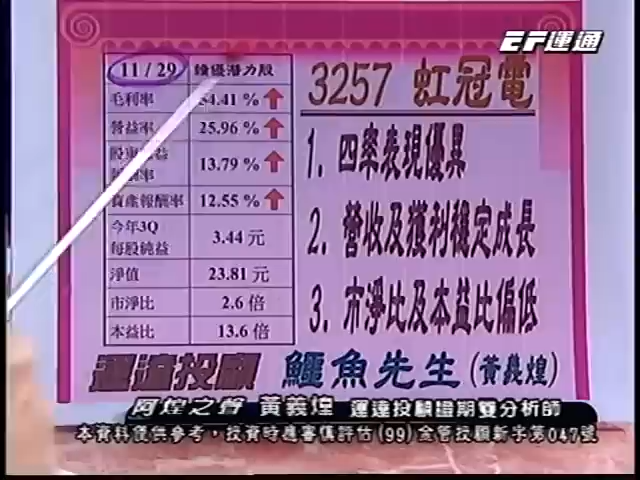 EF運通
11/29 績優潛力股
毛利率 54.41 %
營益率 25.96 %
股東 益
率 13.79 %
資產報酬率 12.55 %
今年3Q
每股純益 3.44 元
淨值 23.81 元
市淨比 2.6 倍
本益比 13.6 倍
3257 虹冠電
1. 四率表現優異
2. 營收及獲利穩定成長
3. 市淨比及本益比偏低
運達投顧 鱷魚先生(黃義煌)
阿煌之聲 黃義煌 運達投顧證期雙分析師
本資料僅供參考,投資時應審慎評估(99)金管投顧新字第047號